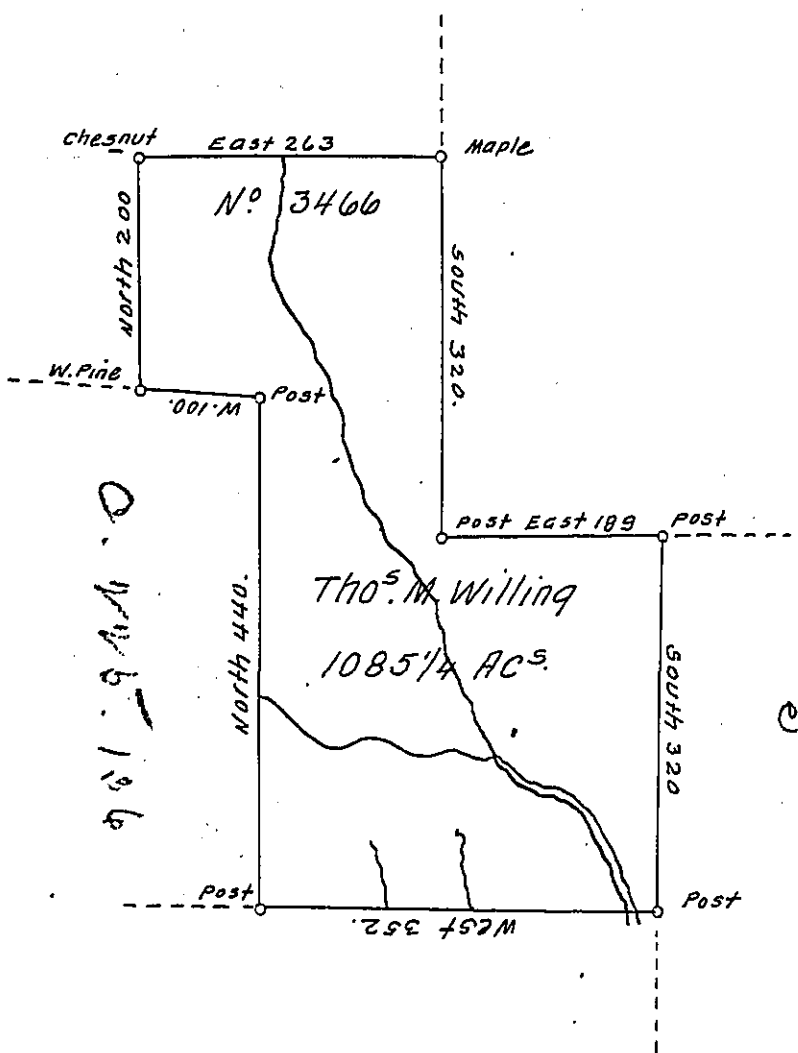 Chesnut
East 263
Maple
Nº 3466
North 200
South 320.
W. Pine
W. 100.
Post
Post East 189
Post
Thoˢ. M. Willing
1085 1/4 ACˢ.
North 440.
South 320
Post
West 352.
Post